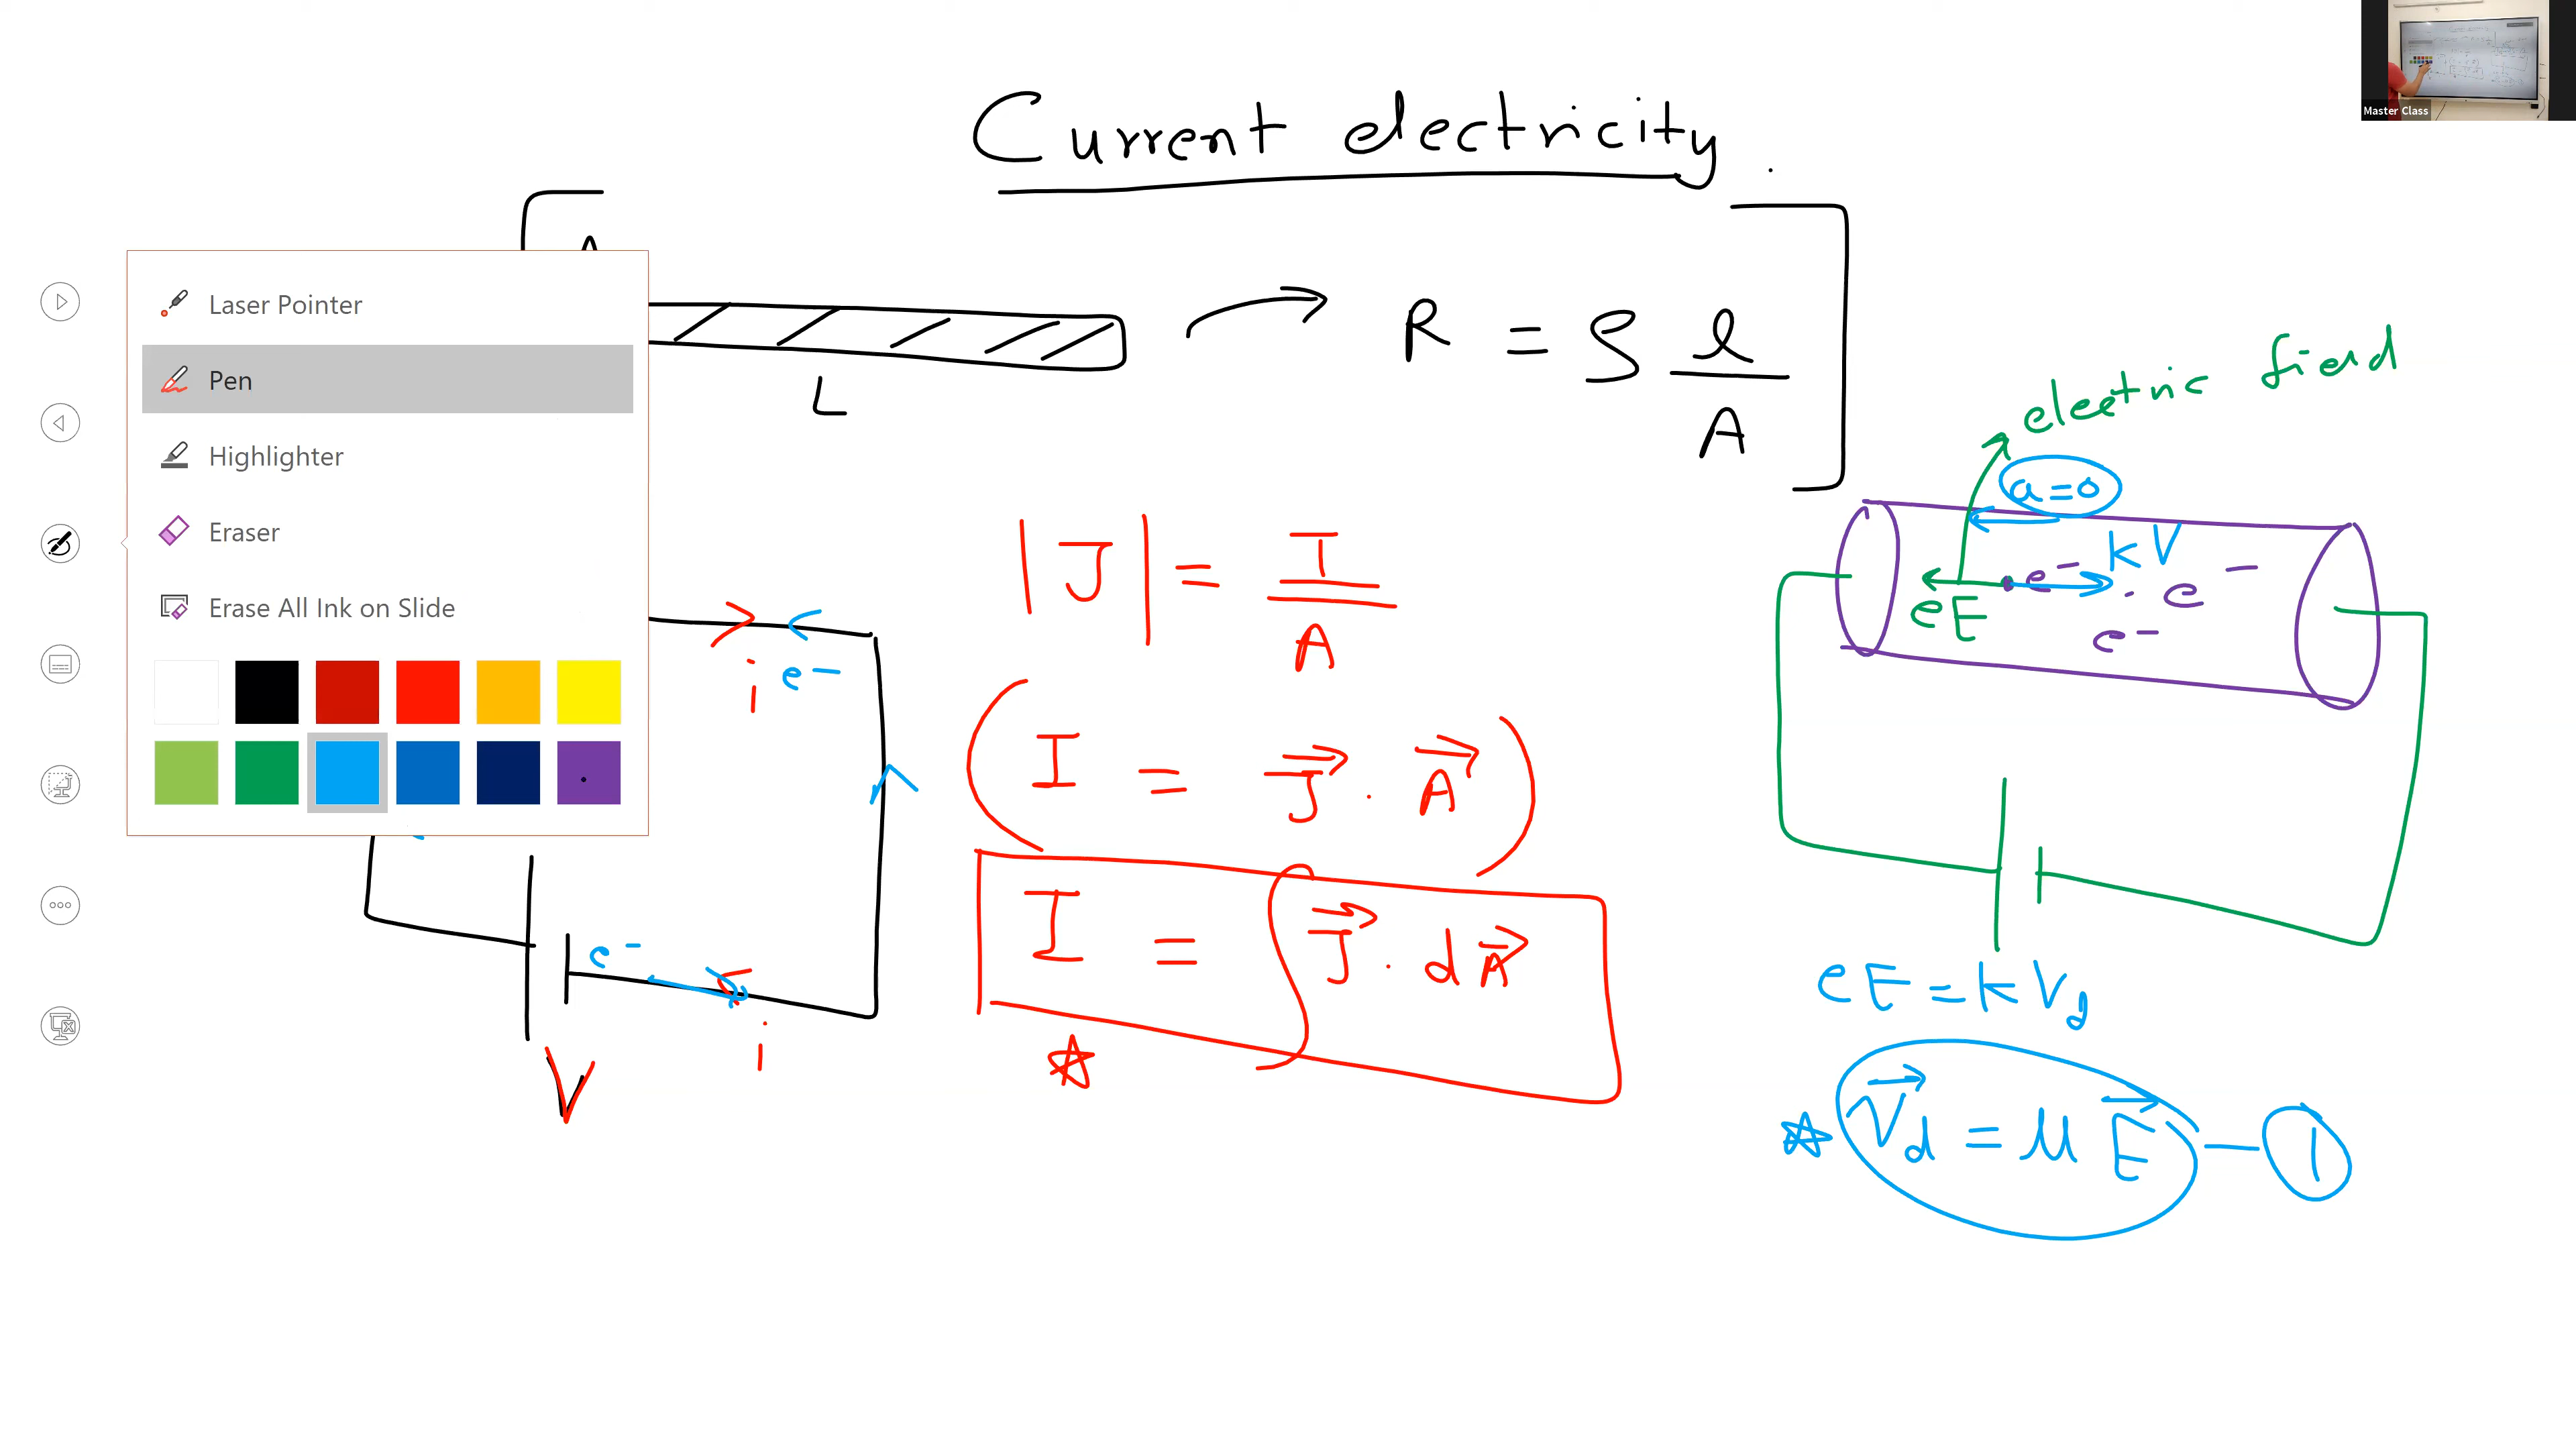 Master Class
Current electricity.
Laser Pointer
Pen
Highlighter
Eraser
Erase All Ink on Slide
L
R = ρ l / A
electric field
a=0
kV
e⁻
e⁻
e⁻
eE
|J| = I / A
I = J⃗ . A⃗
I = ∫ J⃗ . dA⃗
i
e⁻
e⁻
i
V
eE = kVd
V⃗d = μ E⃗ — 1